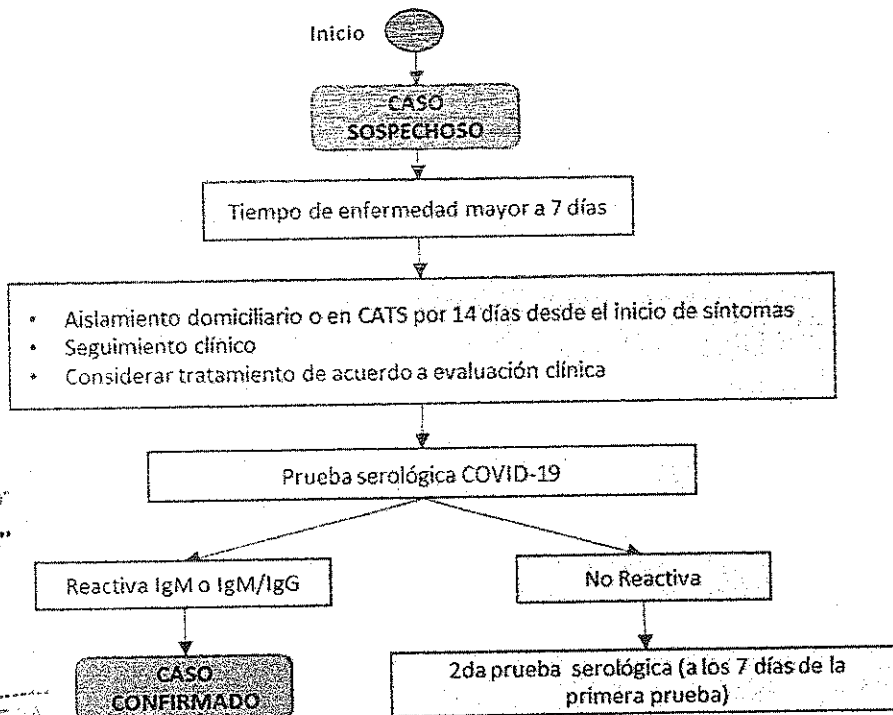 Inicio
CASO
SOSPECHOSO
Tiempo de enfermedad mayor a 7 días
• Aislamiento domiciliario o en CATS por 14 días desde el inicio de síntomas
• Seguimiento clínico
• Considerar tratamiento de acuerdo a evaluación clínica
Prueba serológica COVID-19
Reactiva IgM o IgM/IgG
No Reactiva
CASO
CONFIRMADO
2da prueba serológica (a los 7 días de la
primera prueba)